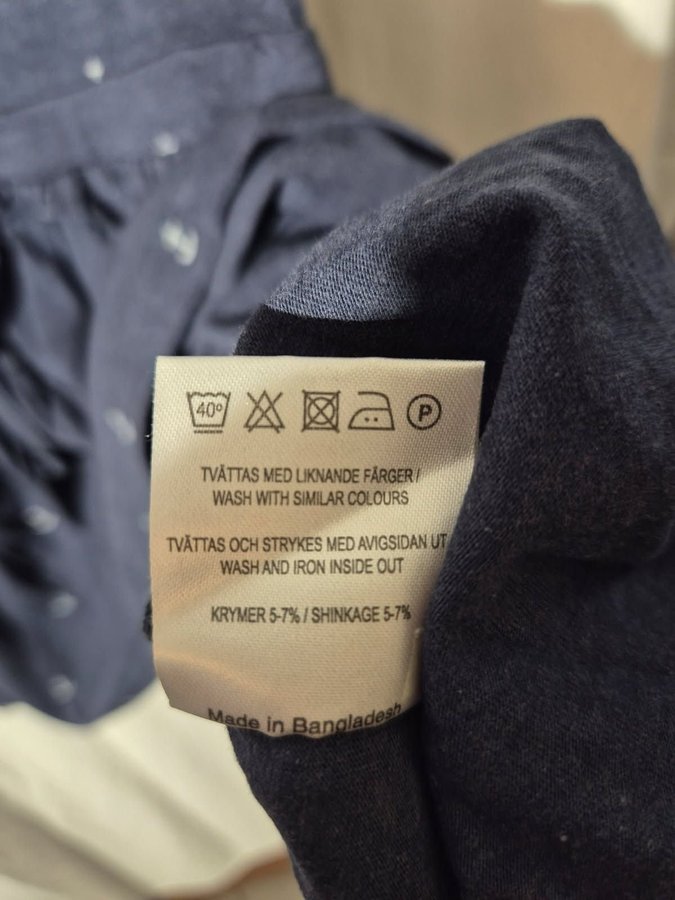 40°
P
TVÄTTAS MED LIKNANDE FÄRGER /
WASH WITH SIMILAR COLOURS
TVÄTTAS OCH STRYKES MED AVIGSIDAN UT
WASH AND IRON INSIDE OUT
KRYMER 5-7% / SHINKAGE 5-7%
Made in Bangladesh